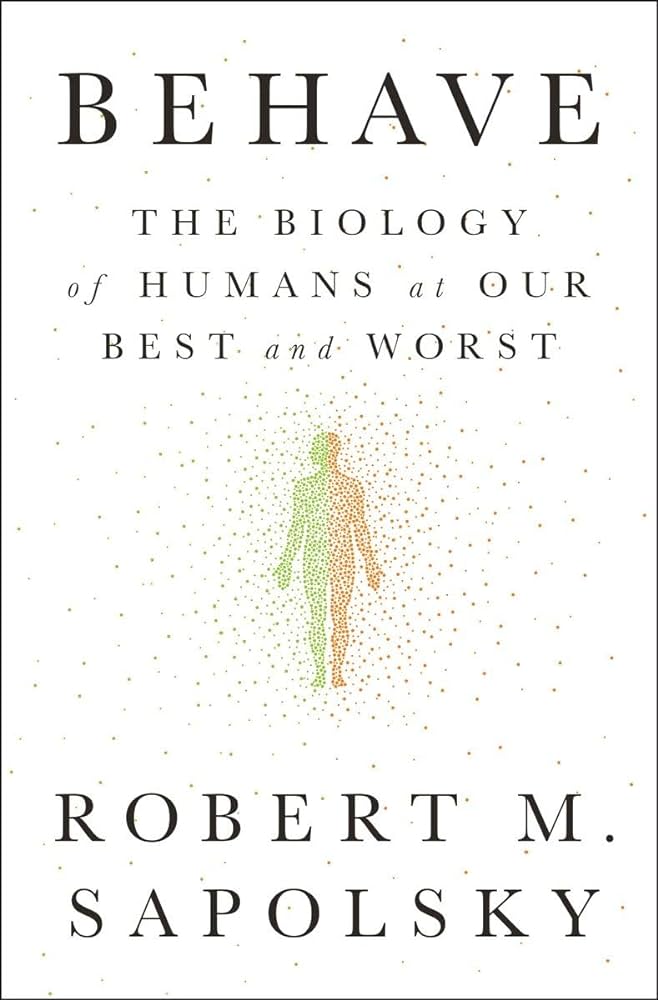 BEHAVE
THE BIOLOGY
of HUMANS at OUR
BEST and WORST
ROBERT M.
SAPOLSKY